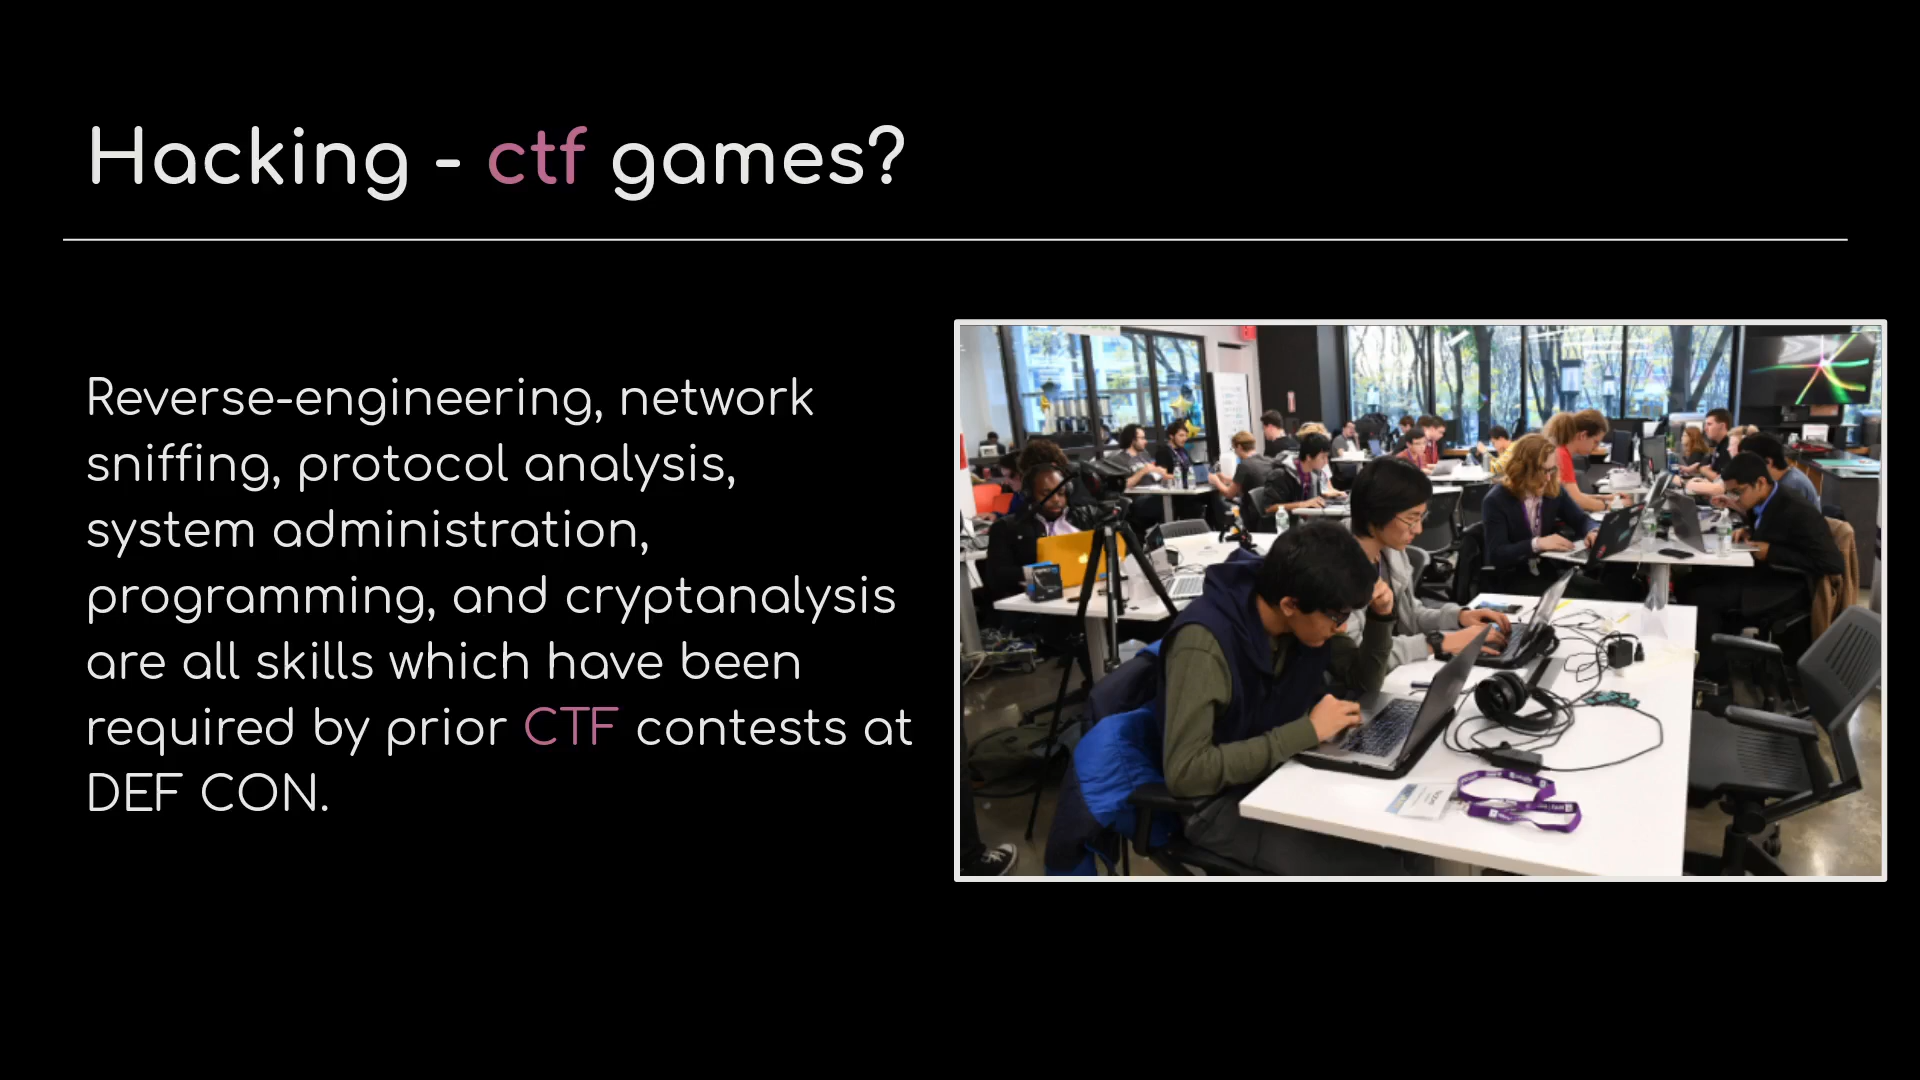 Hacking - ctf games?
Reverse-engineering, network
sniffing, protocol analysis,
system administration,
programming, and cryptanalysis
are all skills which have been
required by prior CTF contests at
DEF CON.